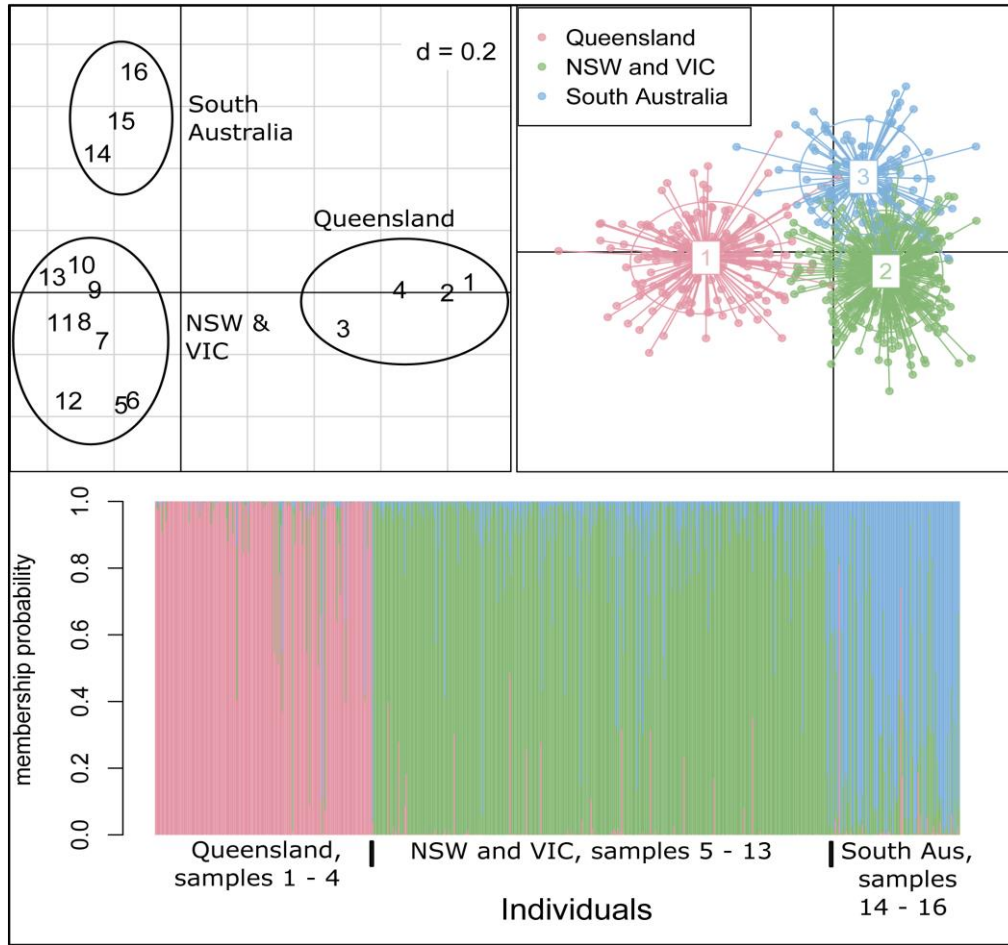 d = 0.2
16
South
Australia
15
14
Queensland
10
13
9
1
4
2
11
8
7
NSW &
VIC
3
12
5
6
Queensland
NSW and VIC
South Australia
3
1
2
membership probability
1.0
0.8
0.6
0.4
0.2
0.0
Queensland,
samples 1 - 4
NSW and VIC, samples 5 - 13
South Aus,
samples
14 - 16
Individuals